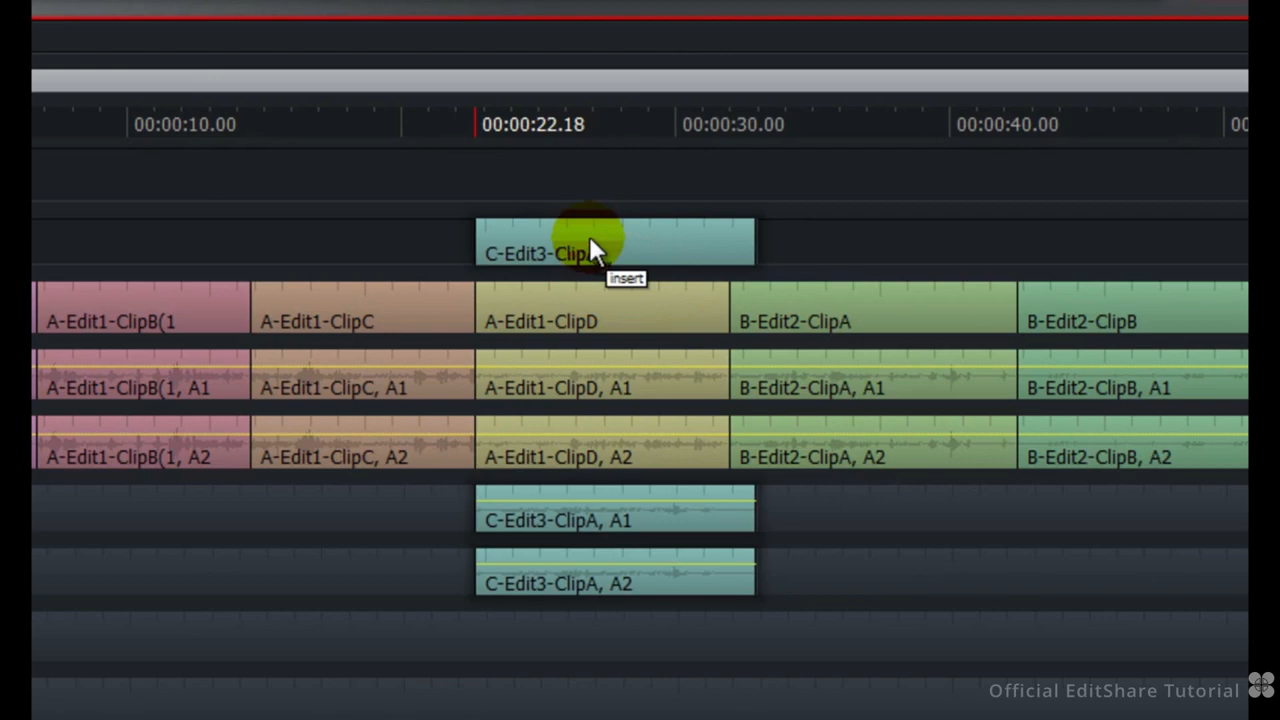 00:00:10.00 00:00:22.18 00:00:30.00 00:00:40.00 00
C-Edit3-Clip
insert
A-Edit1-ClipB(1 A-Edit1-ClipC A-Edit1-ClipD B-Edit2-ClipA B-Edit2-ClipB
A-Edit1-ClipB(1, A1 A-Edit1-ClipC, A1 A-Edit1-ClipD, A1 B-Edit2-ClipA, A1 B-Edit2-ClipB, A1
A-Edit1-ClipB(1, A2 A-Edit1-ClipC, A2 A-Edit1-ClipD, A2 B-Edit2-ClipA, A2 B-Edit2-ClipB, A2
C-Edit3-ClipA, A1
C-Edit3-ClipA, A2
Official EditShare Tutorial